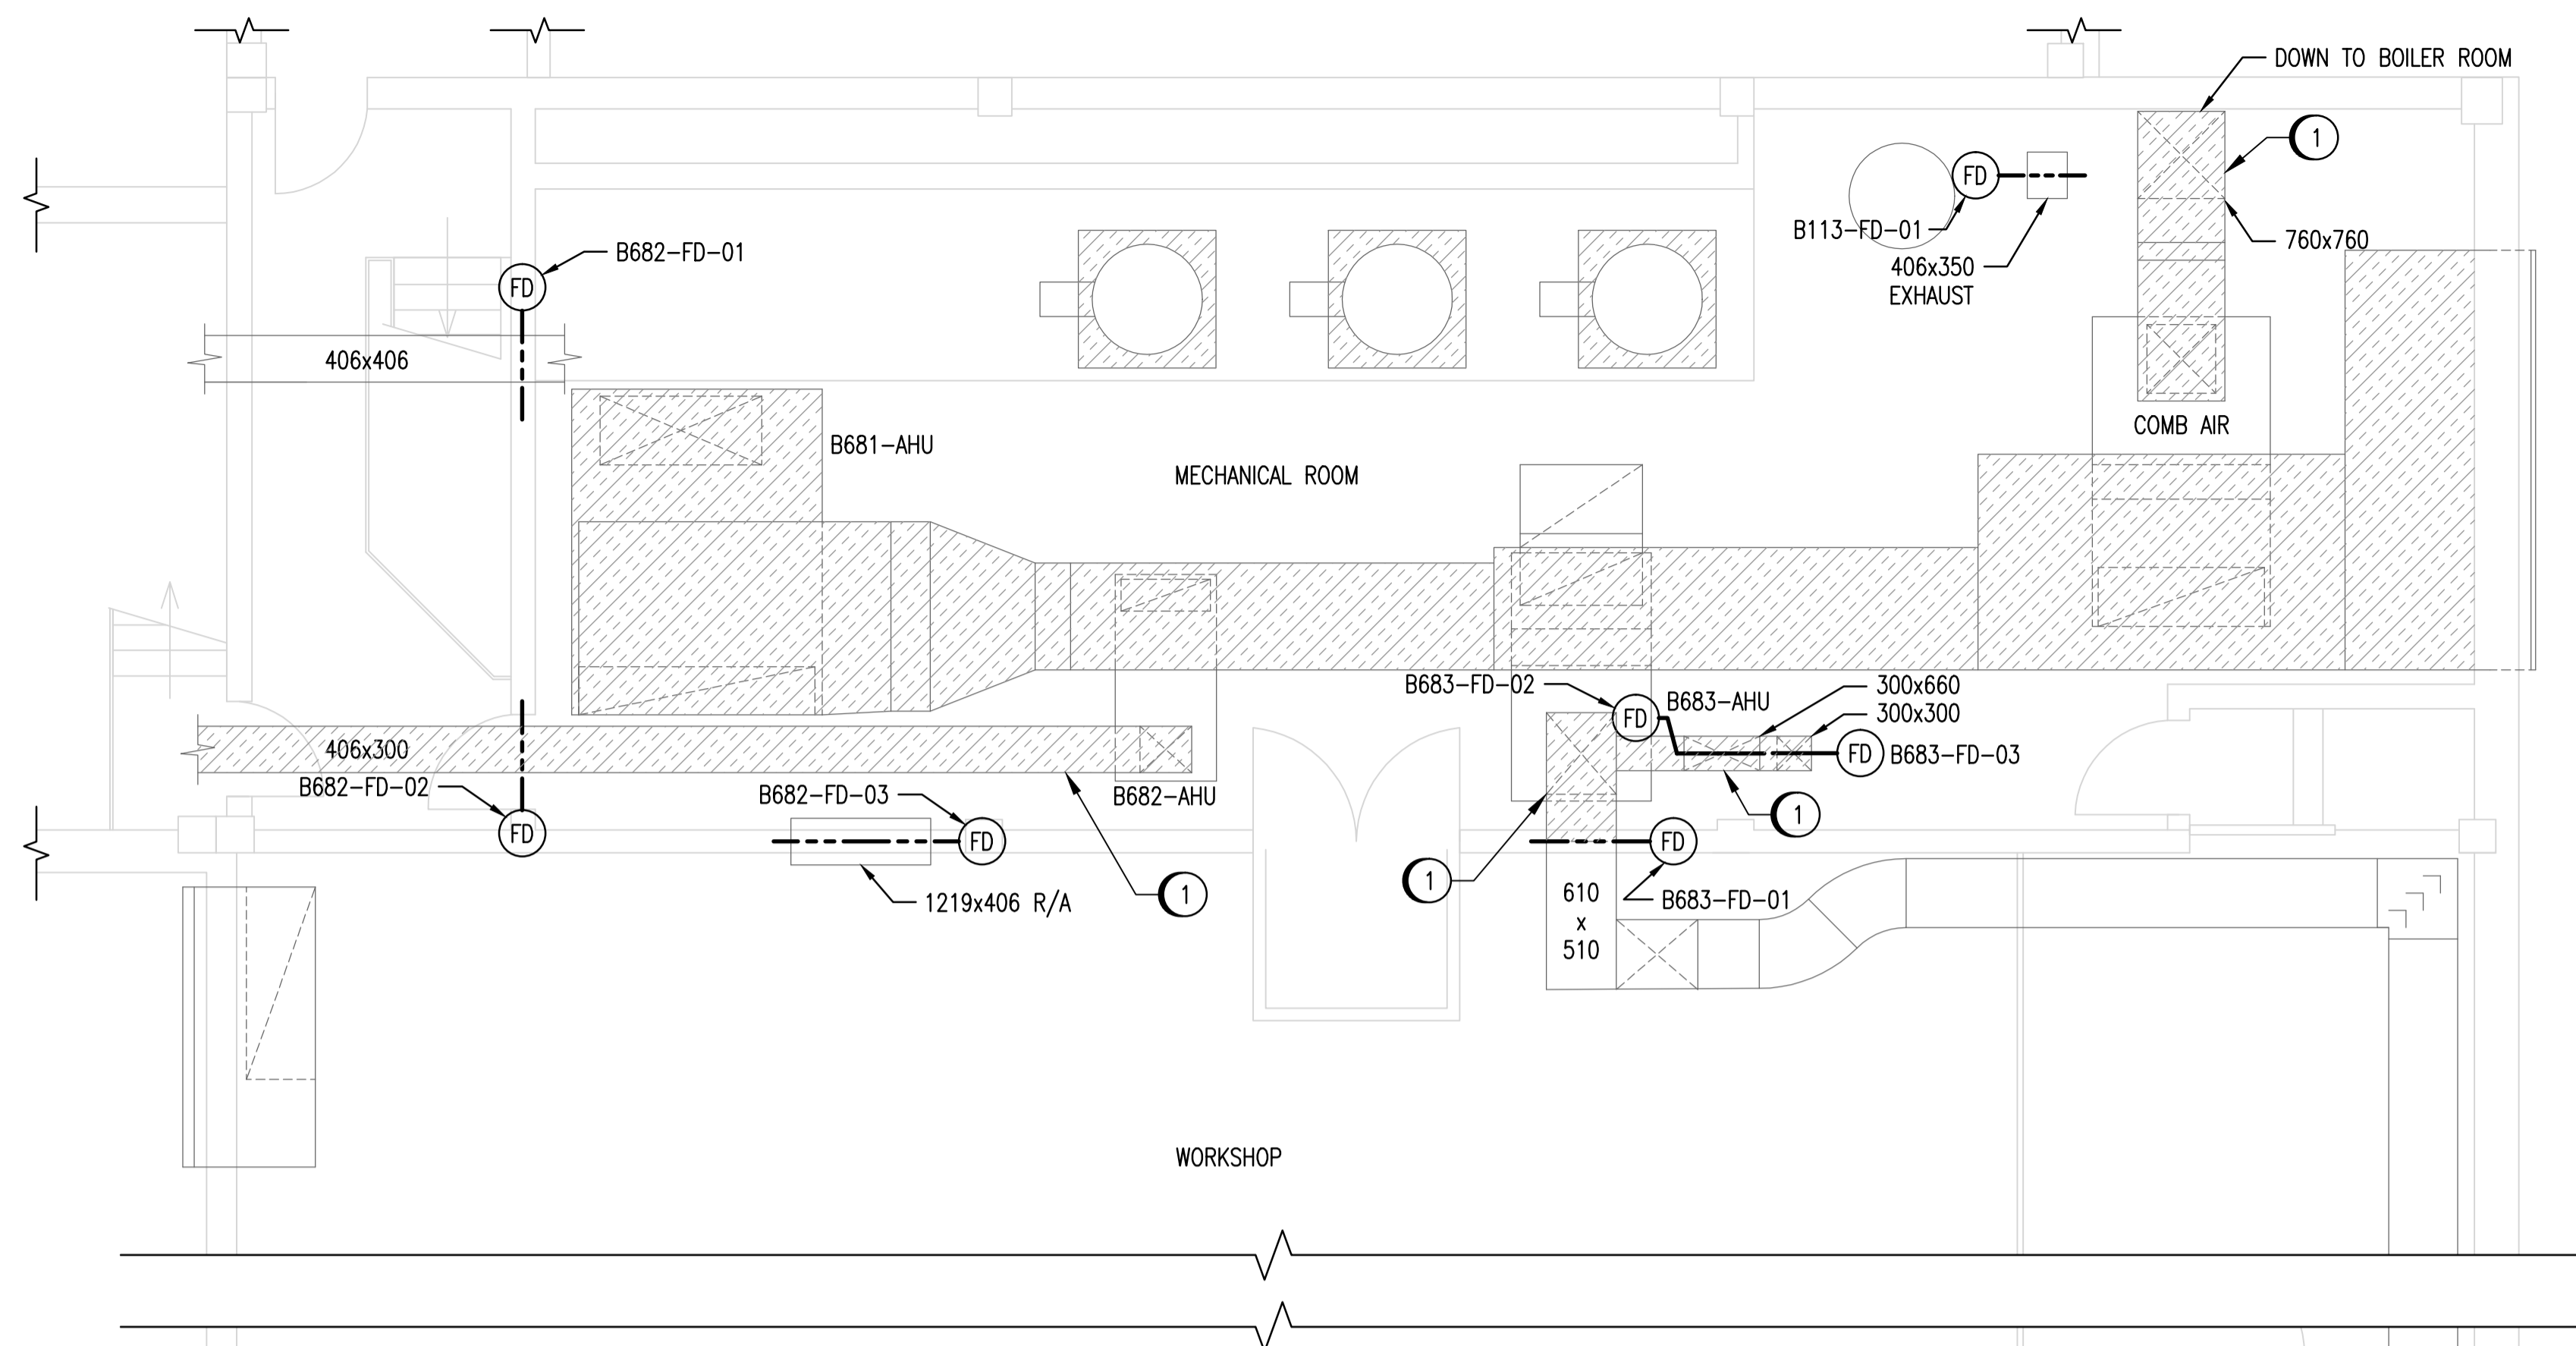 DOWN TO BOILER ROOM
1
FD
B113-FD-01
760x760
406x350
EXHAUST
B682-FD-01
FD
406x406
COMB AIR
B681-AHU
MECHANICAL ROOM
B683-FD-02
FD
B683-AHU
300x660
300x300
FD
B683-FD-03
406x300
B682-FD-02
FD
B682-FD-03
FD
B682-AHU
1
1219x406 R/A
1
1
FD
B683-FD-01
610
x
510
WORKSHOP